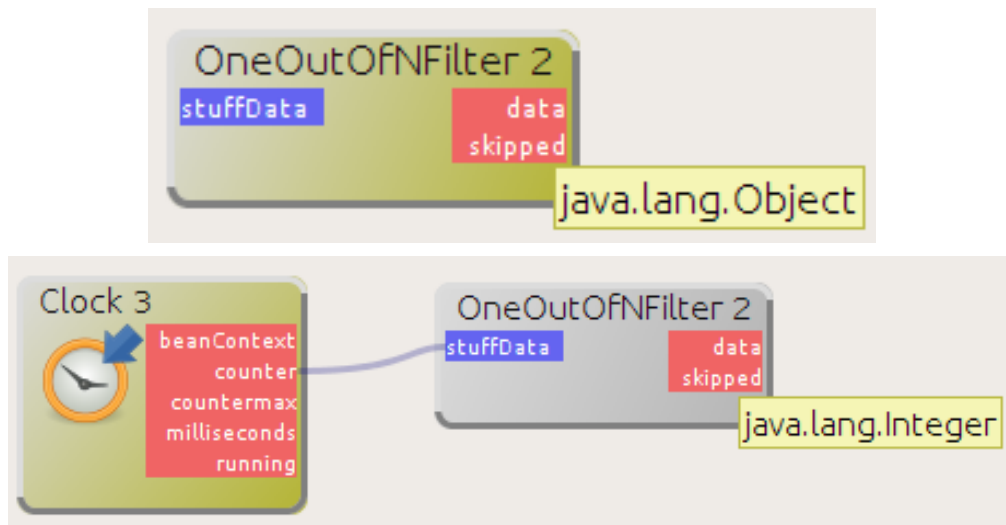 OneOutOfNFilter 2
stuffData
data
skipped
java.lang.Object
Clock 3
beanContext
counter
countermax
milliseconds
running
OneOutOfNFilter 2
stuffData
data
skipped
java.lang.Integer